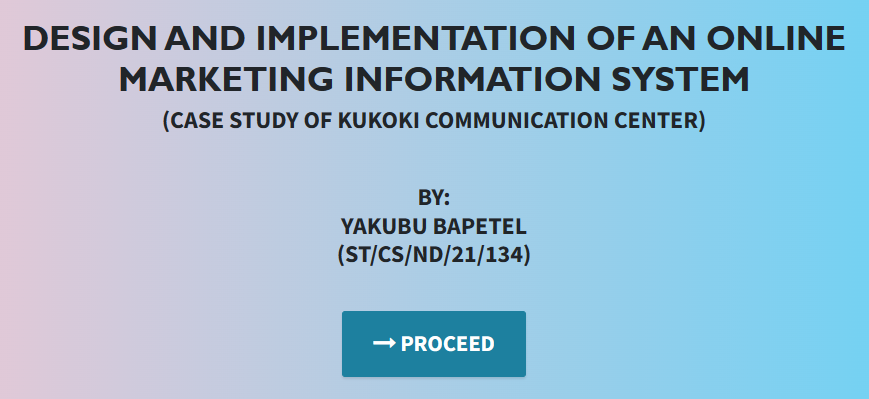 DESIGN AND IMPLEMENTATION OF AN ONLINE
MARKETING INFORMATION SYSTEM
(CASE STUDY OF KUKOKI COMMUNICATION CENTER)
BY:
YAKUBU BAPETEL
(ST/CS/ND/21/134)
→ PROCEED